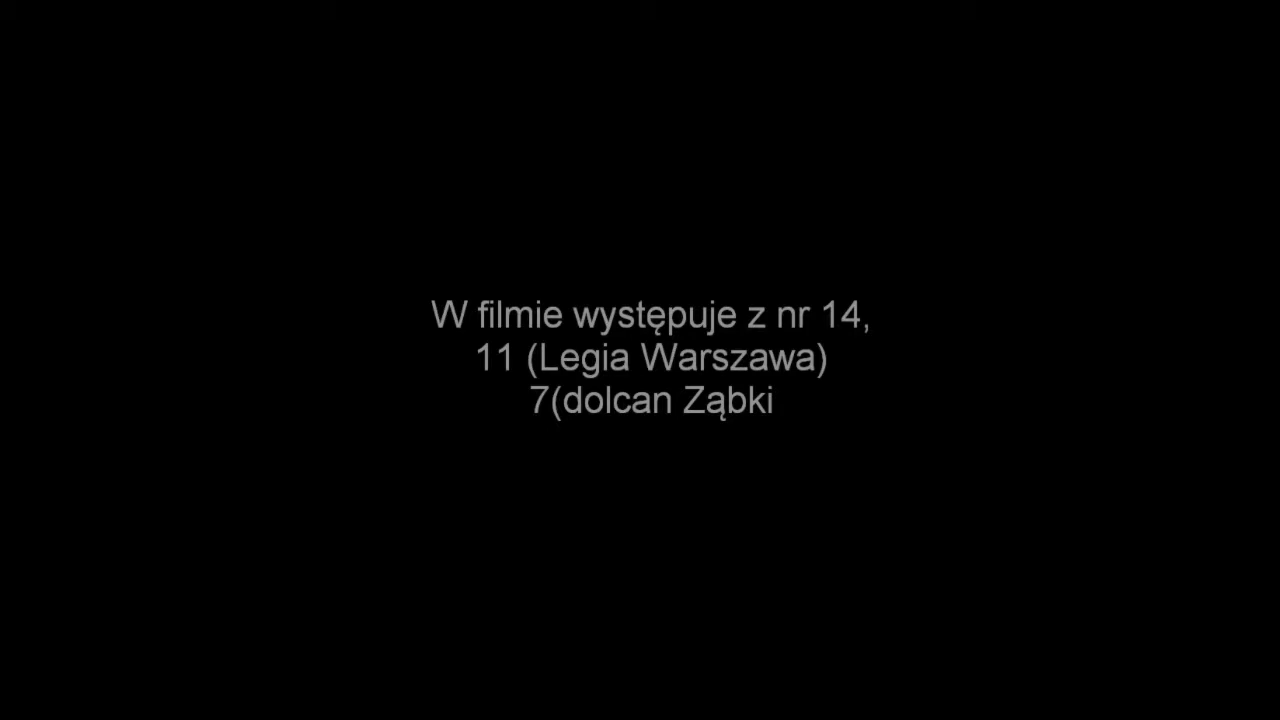 W filmie występuje z nr 14,
11 (Legia Warszawa)
7(dolcan Ząbki